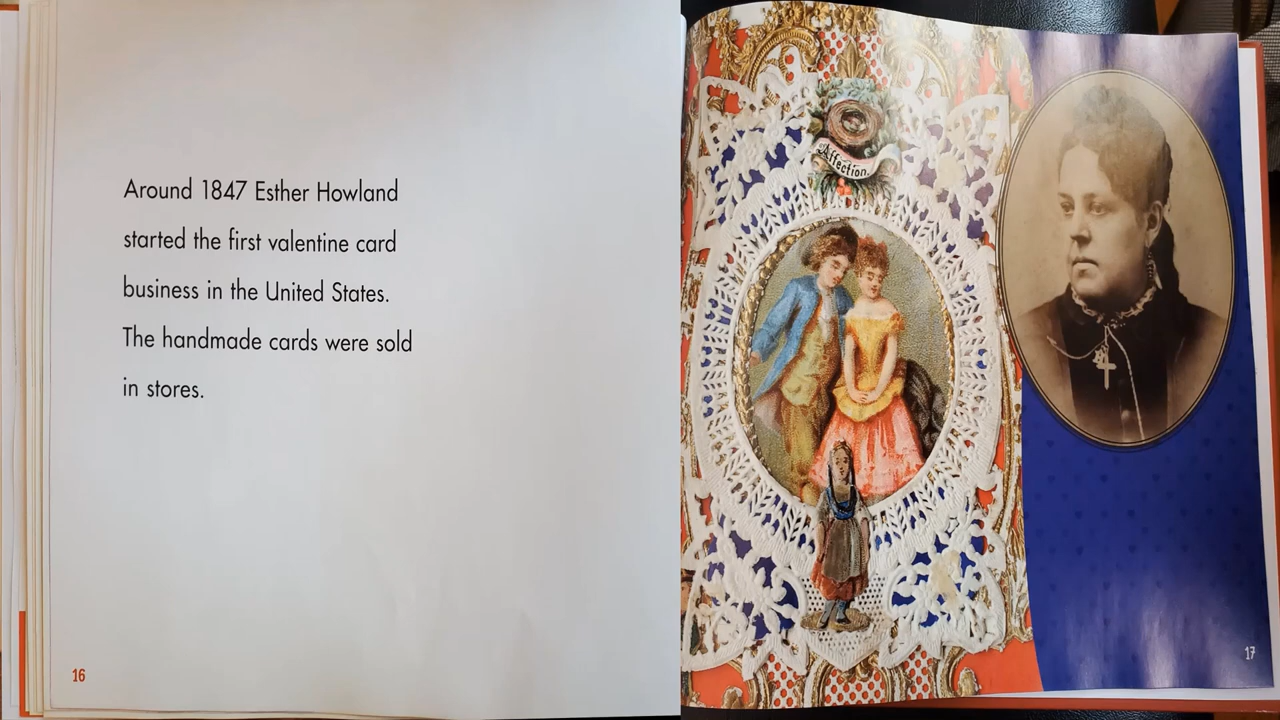 Around 1847 Esther Howland
started the first valentine card
business in the United States.
The handmade cards were sold
in stores.
16
Affection.
17